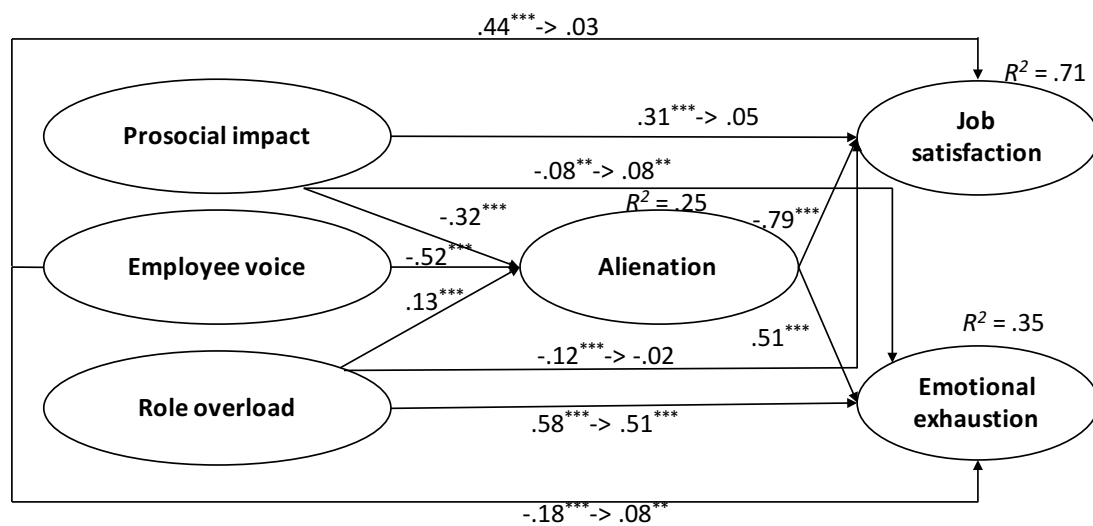 .44***-> .03
R² = .71
Prosocial impact
.31***-> .05
Job
satisfaction
-.08**-> .08**
-.32***
R² = .25
-.79***
Employee voice
-.52***
Alienation
.13***
.51***
R² = .35
-.12***-> -.02
Role overload
.58***-> .51***
Emotional
exhaustion
-.18***-> .08**